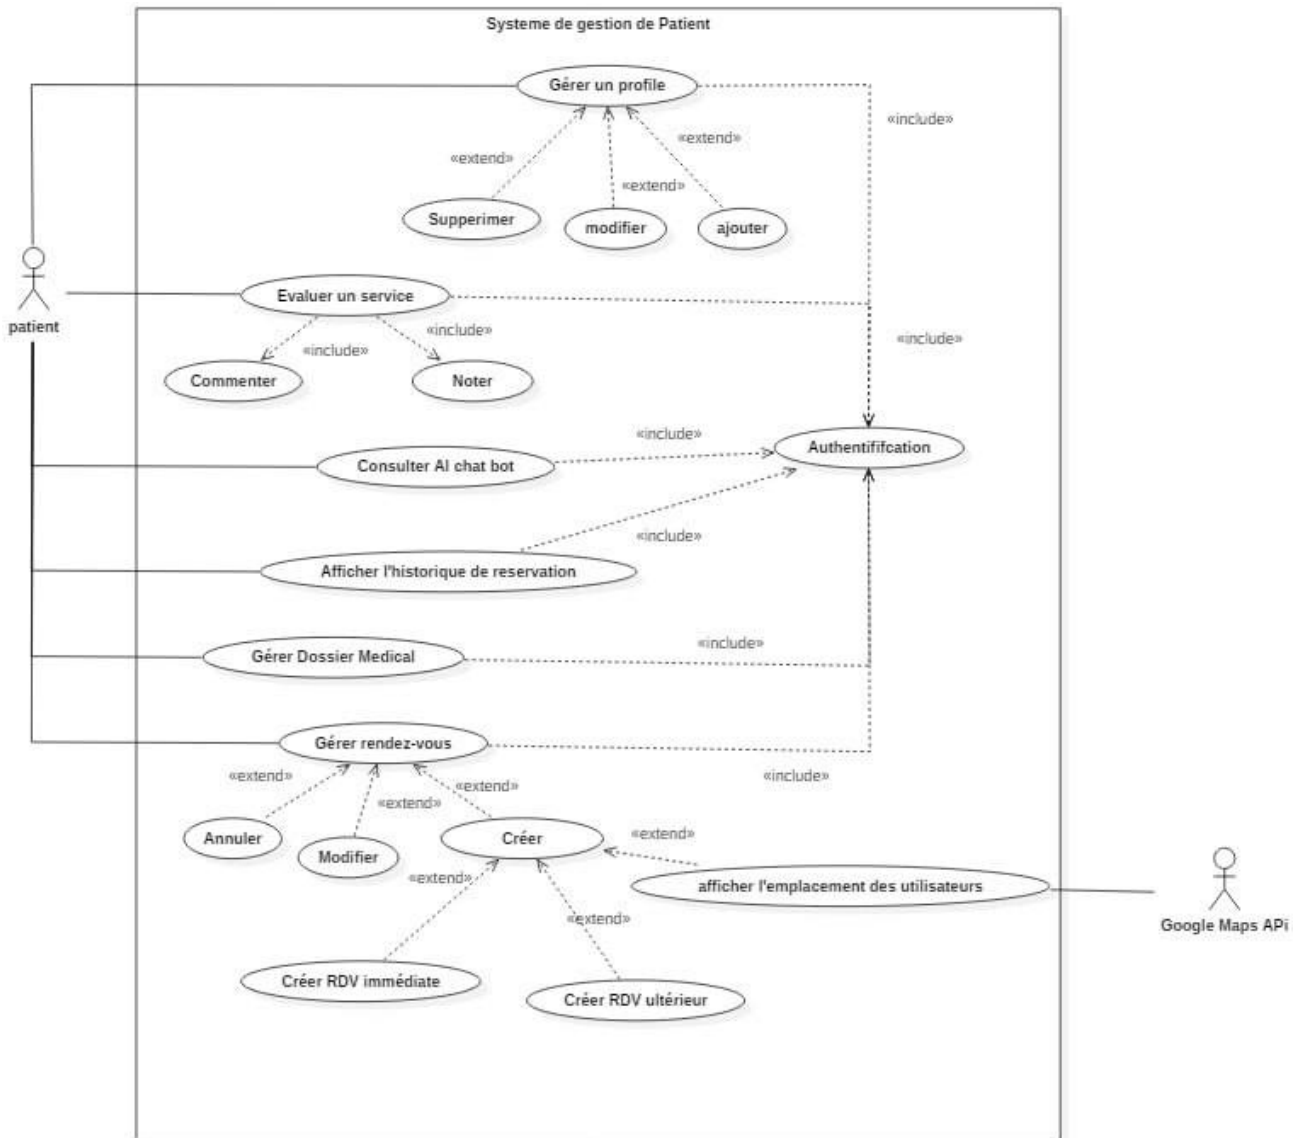 Systeme de gestion de Patient
Gérer un profile
«include»
«extend»
«extend»
«extend»
Supperimer
modifier
ajouter
patient
Evaluer un service
«include»
«include»
«include»
Commenter
Noter
«include»
Authentififcation
Consulter AI chat bot
«include»
Afficher l'historique de reservation
«include»
Gérer Dossier Medical
Gérer rendez-vous
«extend»
«extend»
«extend»
«include»
Annuler
Modifier
Créer
«extend»
«extend»
afficher l'emplacement des utilisateurs
«extend»
Google Maps APi
Créer RDV immédiate
Créer RDV ultérieur